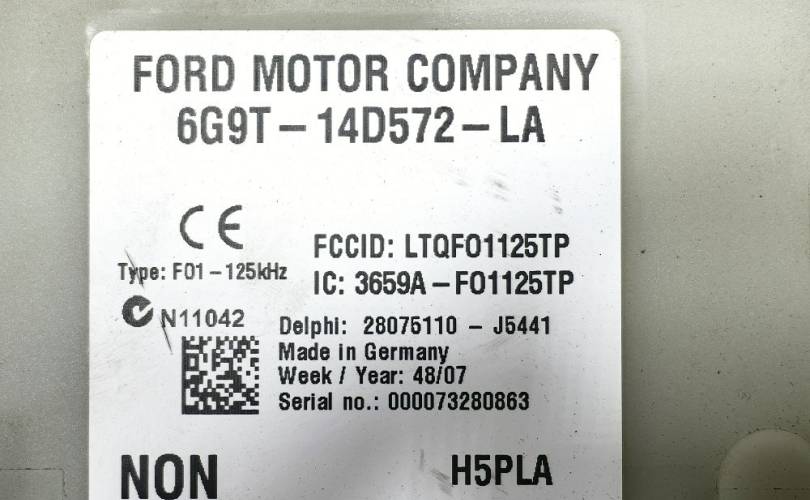 FORD MOTOR COMPANY
6G9T-14D572-LA
CE
FCCID: LTQFO1125TP
Type: F01-125kHz
IC: 3659A-FO1125TP
N11042
Delphi: 28075110 - J5441
Made in Germany
Week / Year: 48/07
Serial no.: 000073280863
NON
H5PLA